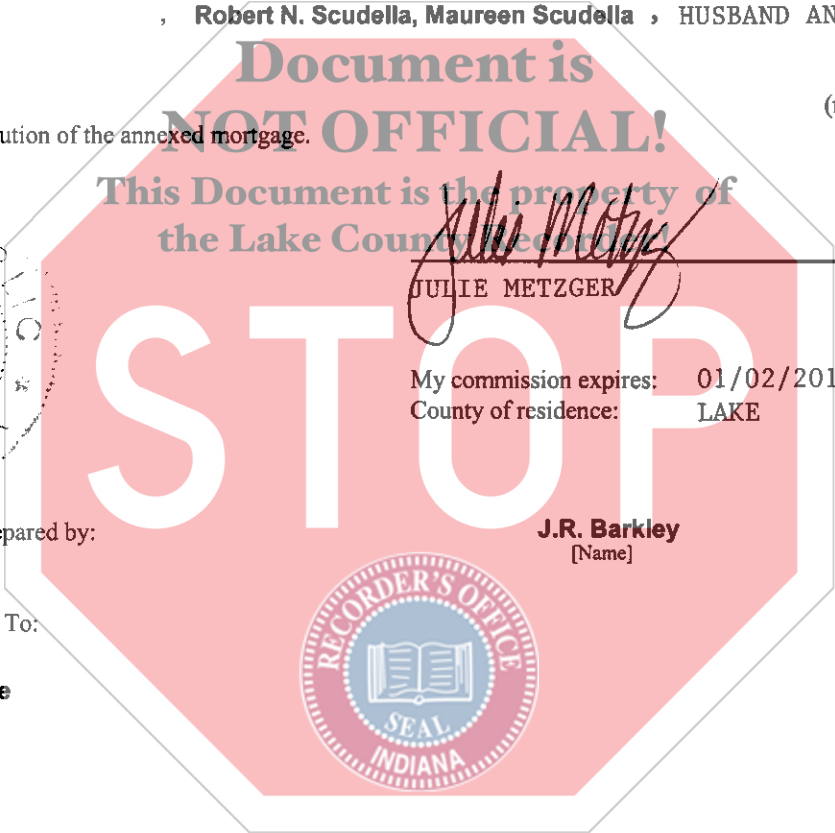 , Robert N. Scudella, Maureen Scudella , HUSBAND AN
Document is
(
NOT OFFICIAL!
ution of the annexed mortgage.
This Document is the property of
the Lake County Recorder!
Julie Metzger
JULIE METZGER
My commission expires: 01/02/201
County of residence: LAKE
STOP
epared by:
J.R. Barkley
[Name]
RECORDER'S OFFICE
SEAL
INDIANA
To:
e